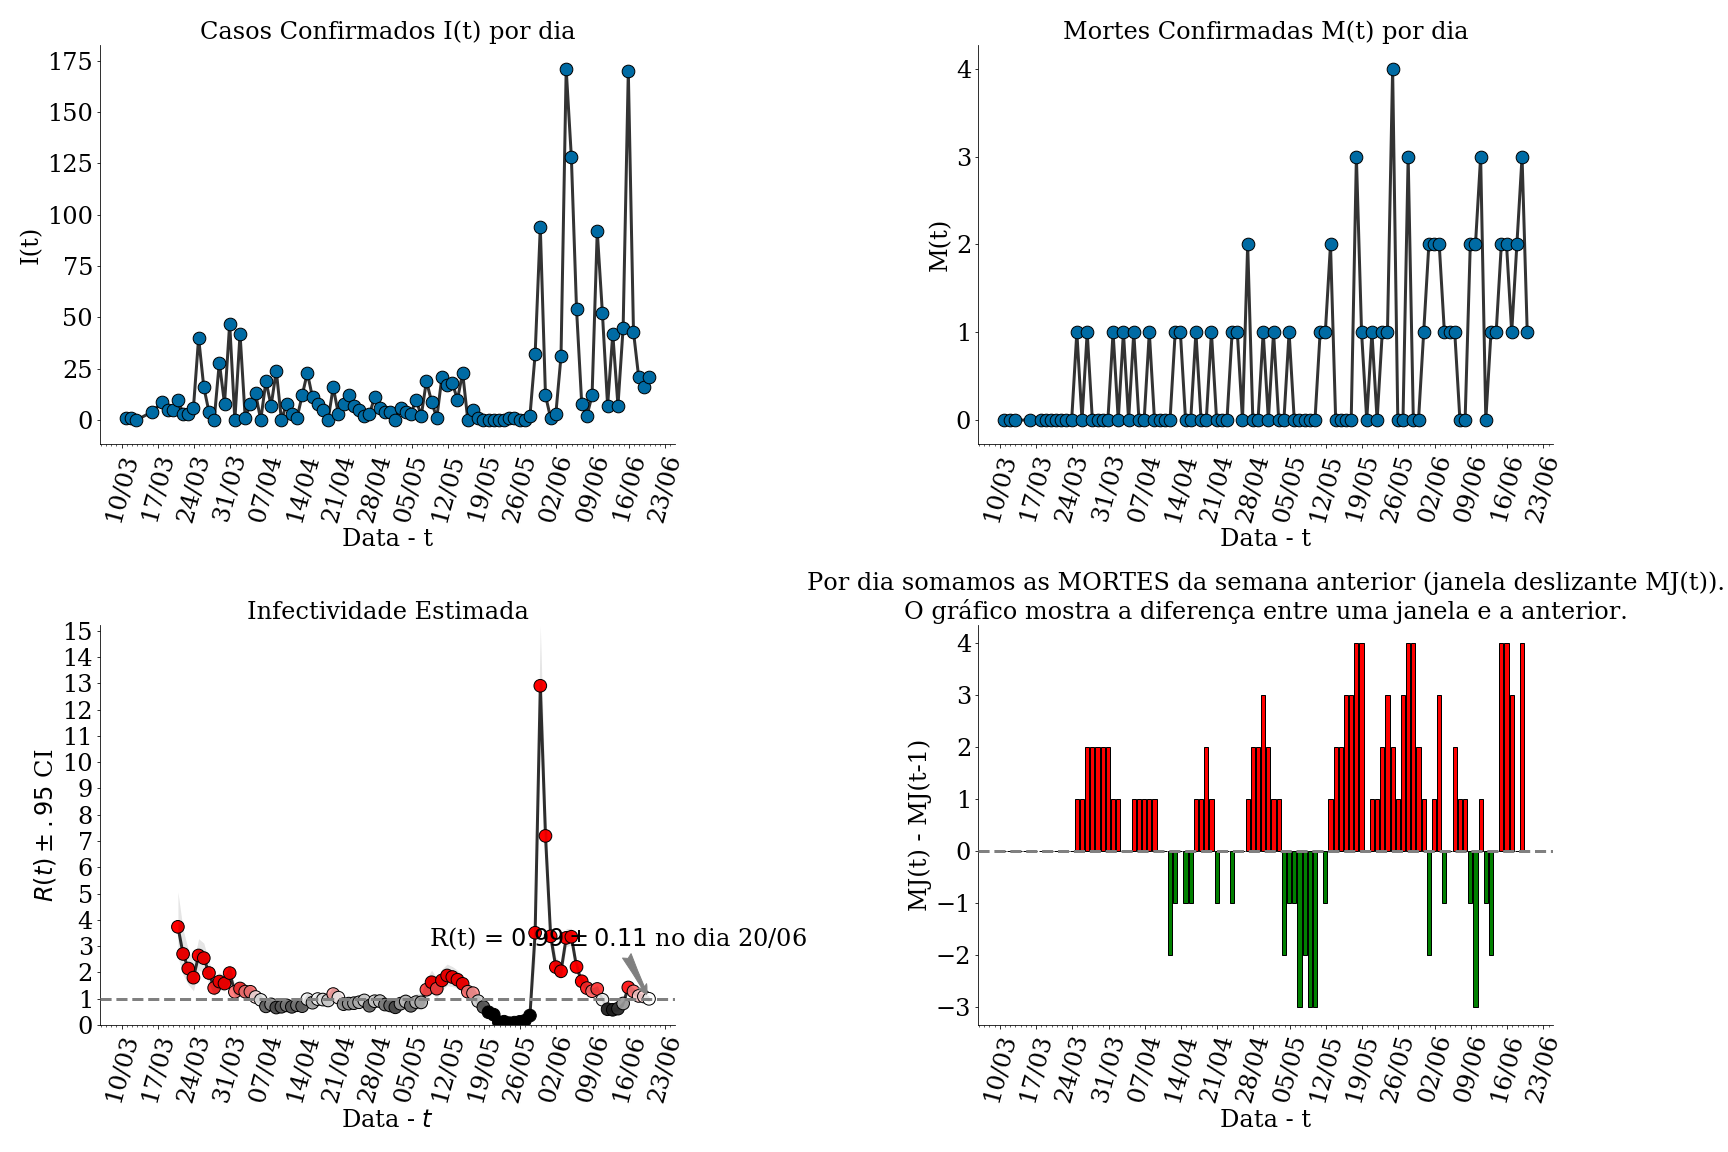 Casos Confirmados I(t) por dia
I(t)
175
150
125
100
75
50
25
0
10/03 17/03 24/03 31/03 07/04 14/04 21/04 28/04 05/05 12/05 19/05 26/05 02/06 09/06 16/06 23/06
Data - t
Mortes Confirmadas M(t) por dia
M(t)
4
3
2
1
0
10/03 17/03 24/03 31/03 07/04 14/04 21/04 28/04 05/05 12/05 19/05 26/05 02/06 09/06 16/06 23/06
Data - t
Infectividade Estimada
R(t) ± .95 CI
15
14
13
12
11
10
9
8
7
6
5
4
3
2
1
0
R(t) = 0.99 ± 0.11 no dia 20/06
10/03 17/03 24/03 31/03 07/04 14/04 21/04 28/04 05/05 12/05 19/05 26/05 02/06 09/06 16/06 23/06
Data - t
Por dia somamos as MORTES da semana anterior (janela deslizante MJ(t)).
O gráfico mostra a diferença entre uma janela e a anterior.
MJ(t) - MJ(t-1)
4
3
2
1
0
−1
−2
−3
10/03 17/03 24/03 31/03 07/04 14/04 21/04 28/04 05/05 12/05 19/05 26/05 02/06 09/06 16/06 23/06
Data - t